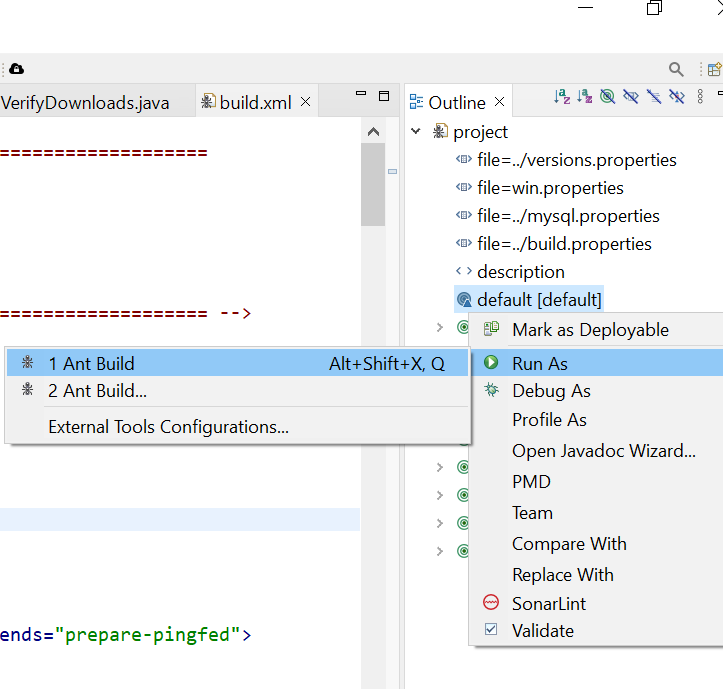 VerifyDownloads.java
build.xml
Outline
==================
project
file=../versions.properties
file=win.properties
file=../mysql.properties
file=../build.properties
< > description
================== -->
default [default]
Mark as Deployable
1 Ant Build Alt+Shift+X, Q
Run As
2 Ant Build...
Debug As
External Tools Configurations...
Profile As
Open Javadoc Wizard...
PMD
Team
Compare With
Replace With
SonarLint
ends="prepare-pingfed">
Validate